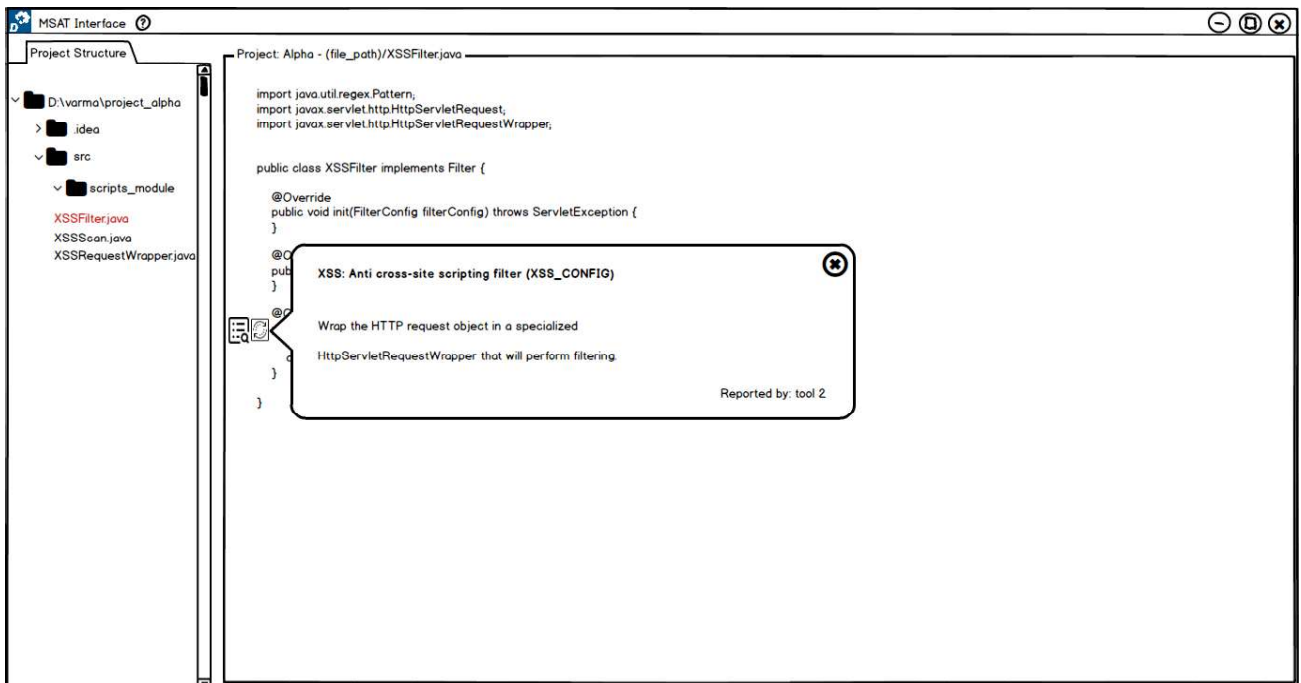 MSAT Interface ?
Project Structure
Project: Alpha - (file_path)/XSSFilter.java
D:\varma\project_alpha
.idea
src
scripts_module
XSSFilter.java
XSSScan.java
XSSRequestWrapper.java
import java.util.regex.Pattern;
import javax.servlet.http.HttpServletRequest;
import javax.servlet.http.HttpServletRequestWrapper;
public class XSSFilter implements Filter {
@Override
public void init(FilterConfig filterConfig) throws ServletException {
}
}
}
}
XSS: Anti cross-site scripting filter (XSS_CONFIG)
Wrap the HTTP request object in a specialized
HttpServletRequestWrapper that will perform filtering.
Reported by: tool 2